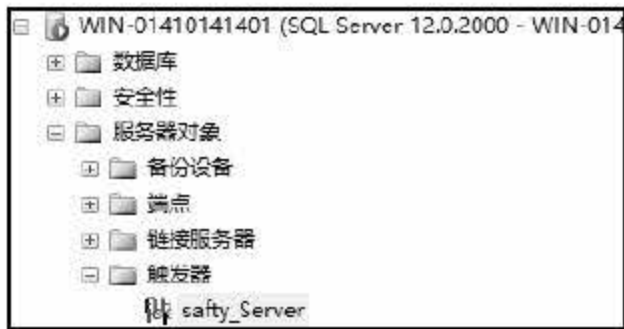 WIN-01410141401 (SQL Server 12.0.2000 - WIN-014
数据库
安全性
服务器对象
备份设备
端点
链接服务器
触发器
safty_Server